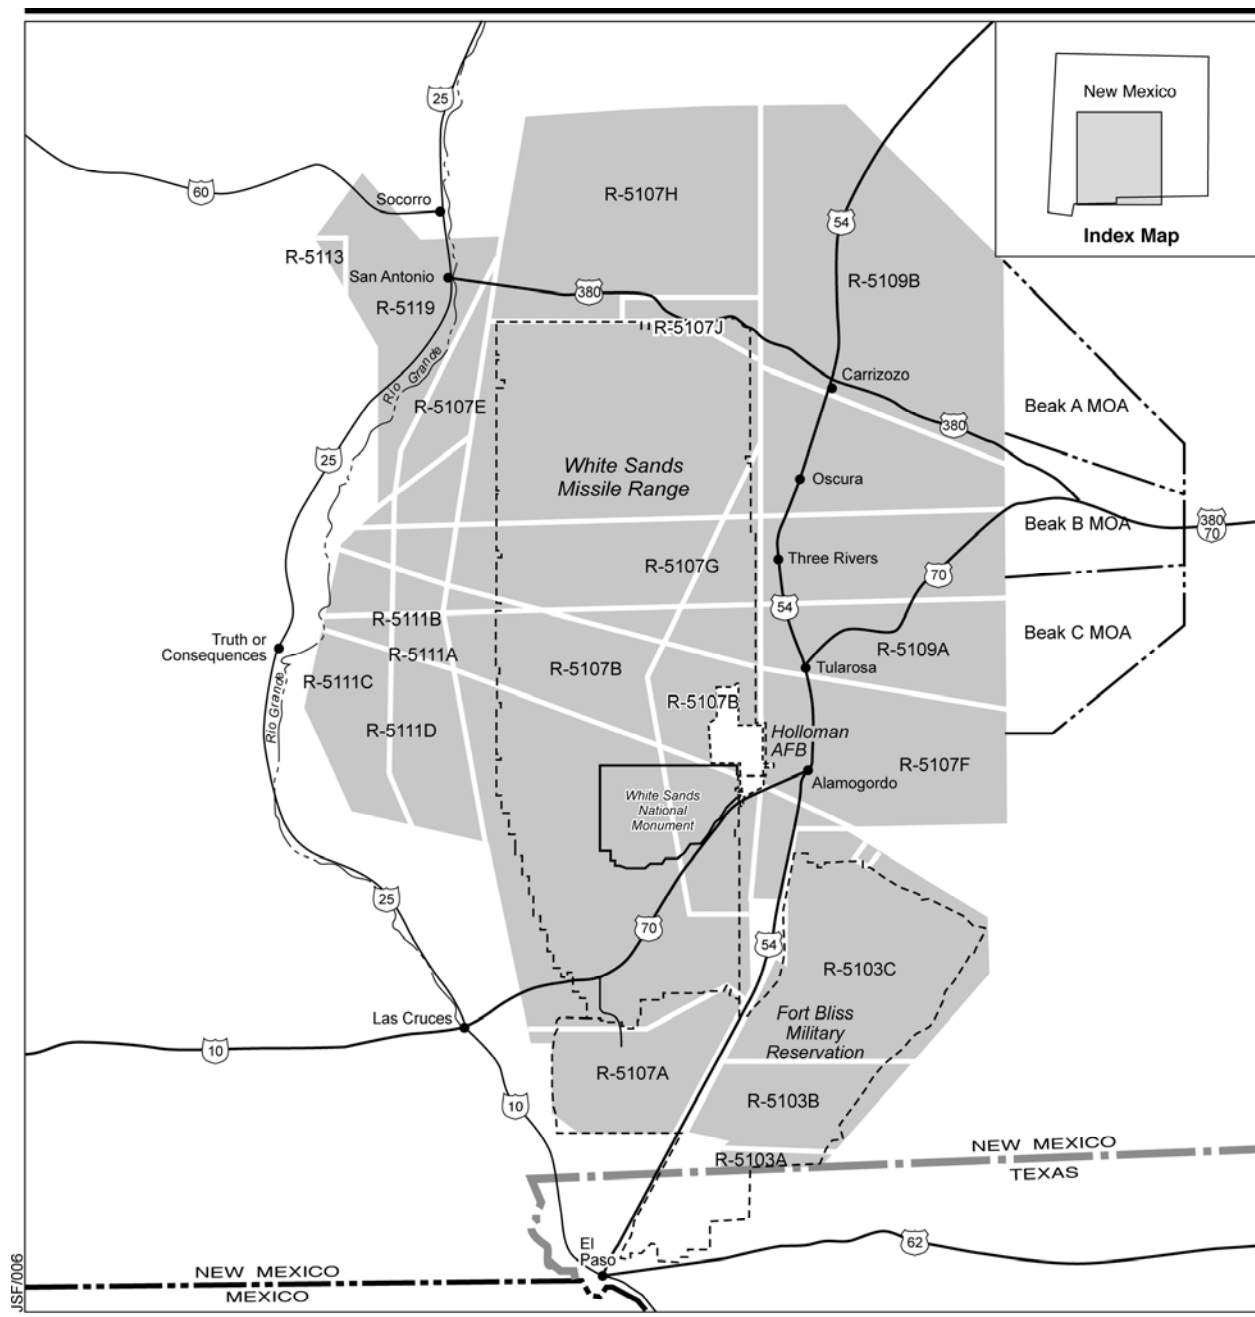 25
New Mexico
Index Map
60
Socorro
R-5107H
54
R-5113
San Antonio
R-5109B
380
R-5119
R-5107J
Rio Grande
Carrizozo
R-5107E
Beak A MOA
380
25
White Sands
Missile Range
Oscura
Beak B MOA
380
70
Three Rivers
R-5107G
70
54
R-5111B
Truth or
Consequences
R-5111A
R-5107B
R-5109A
Beak C MOA
Tularosa
R-5111C
Rio Grande
R-5107B
R-5111D
Holloman
AFB
R-5107F
Alamogordo
White Sands
National
Monument
25
70
54
R-5103C
Las Cruces
Fort Bliss
Military
Reservation
10
R-5107A
10
R-5103B
NEW MEXICO
R-5103A
TEXAS
El
Paso
62
NEW MEXICO
MEXICO
JSF/006